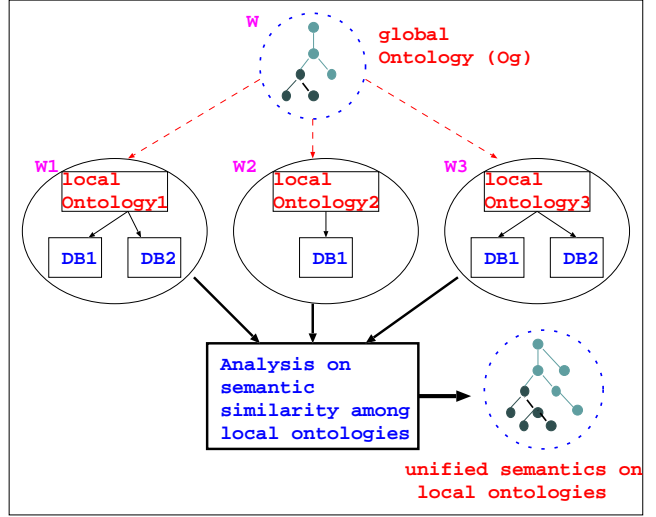 W
global
Ontology (Og)
W1
W2
W3
local
Ontology1
local
Ontology2
local
Ontology3
DB1
DB2
DB1
DB1
DB2
Analysis on
semantic
similarity among
local ontologies
unified semantics on
local ontologies